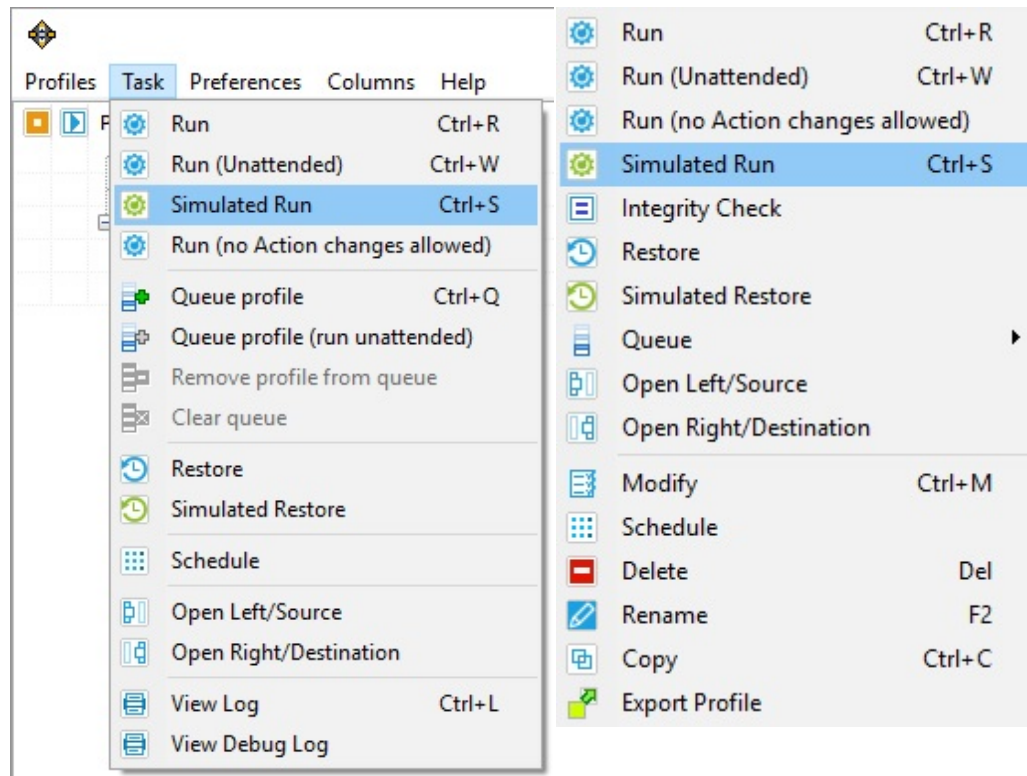 Profiles Task Preferences Columns Help
P
Run Ctrl+R
Run (Unattended) Ctrl+W
Simulated Run Ctrl+S
Run (no Action changes allowed)
Queue profile Ctrl+Q
Queue profile (run unattended)
Remove profile from queue
Clear queue
Restore
Simulated Restore
Schedule
Open Left/Source
Open Right/Destination
View Log Ctrl+L
View Debug Log
Run Ctrl+R
Run (Unattended) Ctrl+W
Run (no Action changes allowed)
Simulated Run Ctrl+S
Integrity Check
Restore
Simulated Restore
Queue
Open Left/Source
Open Right/Destination
Modify Ctrl+M
Schedule
Delete Del
Rename F2
Copy Ctrl+C
Export Profile